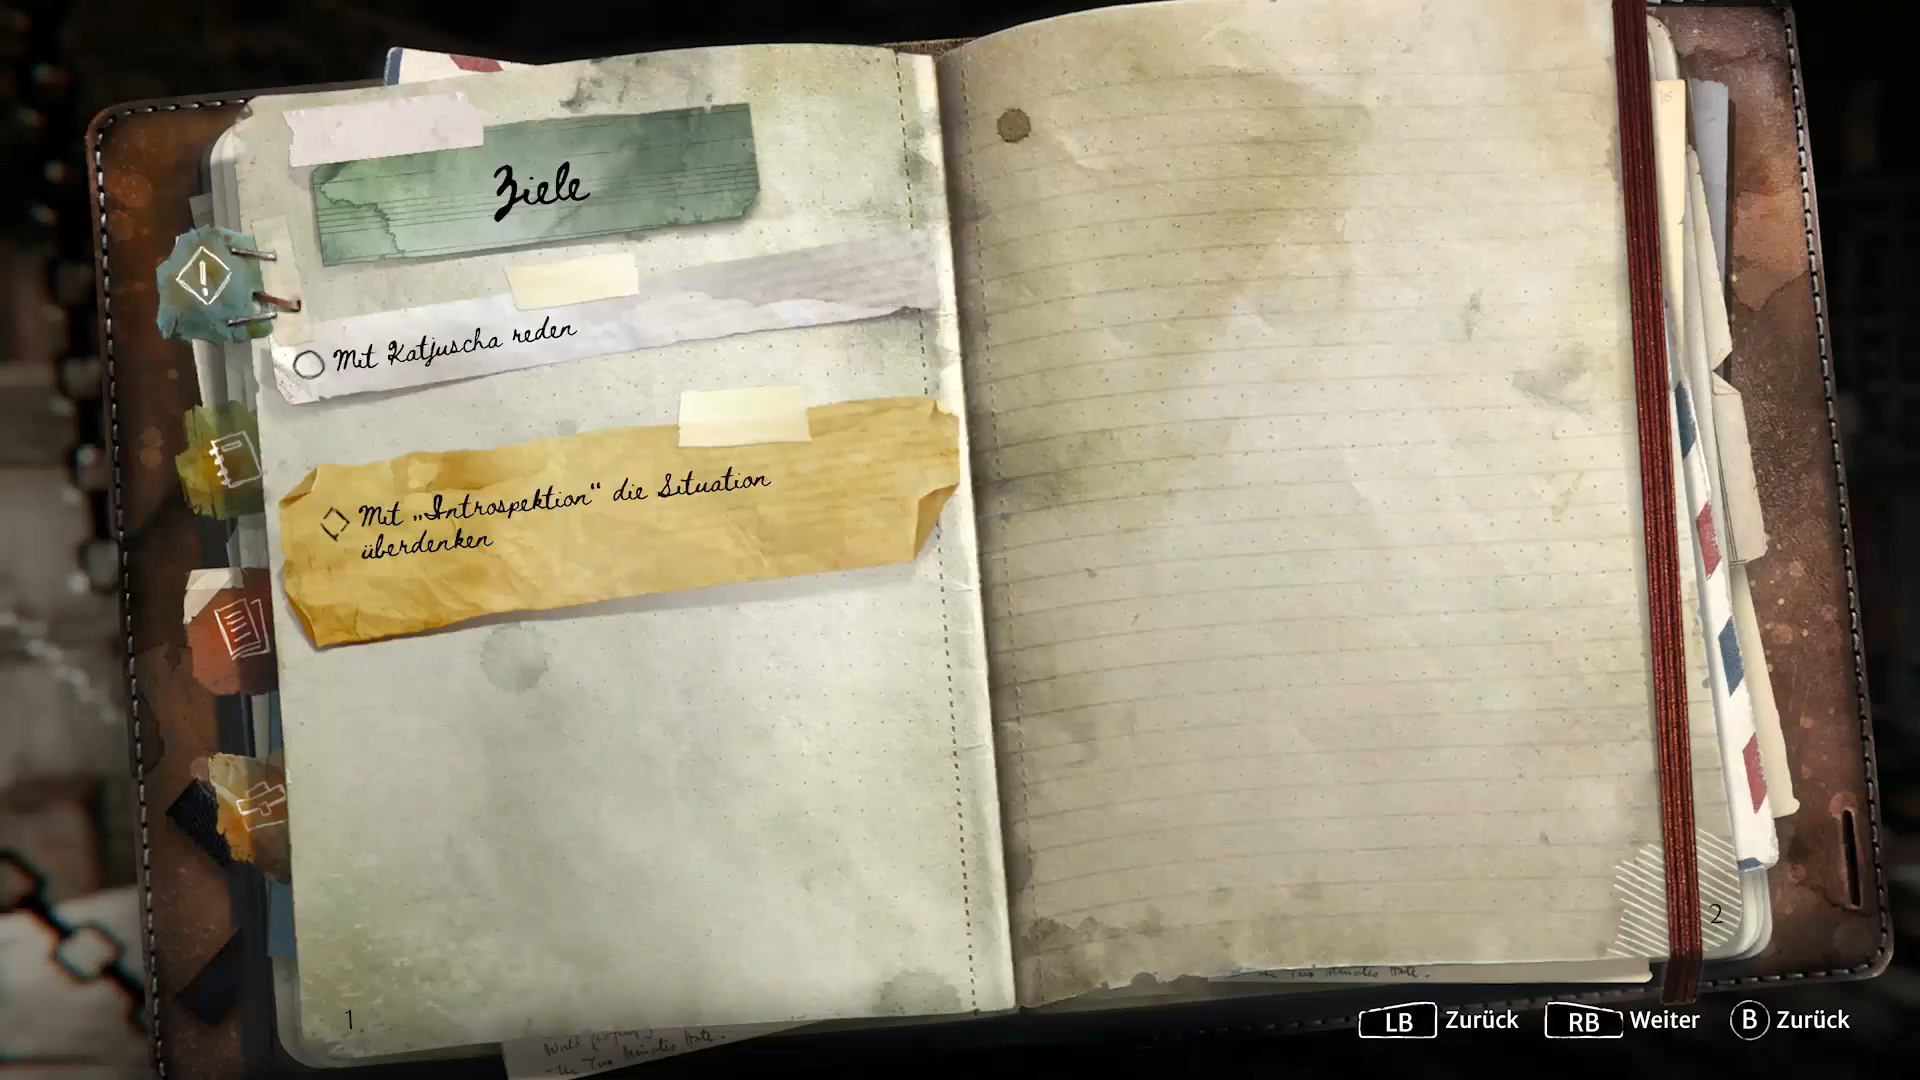 Ziele
Mit Katjuscha reden
Mit „Introspektion“ die Situation
überdenken
1
2
LB Zurück RB Weiter B Zurück